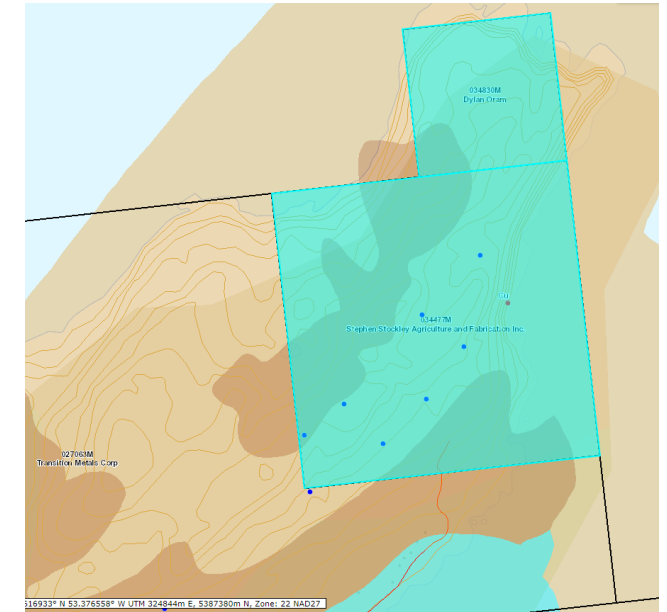 034830M
Dylan Oram
Cu
034477M
Stephen Stockley Agriculture and Fabrication Inc
027063M
Transition Metals Corp
516933° N 53.376558° W UTM 324844m E, 5387380m N, Zone: 22 NAD27